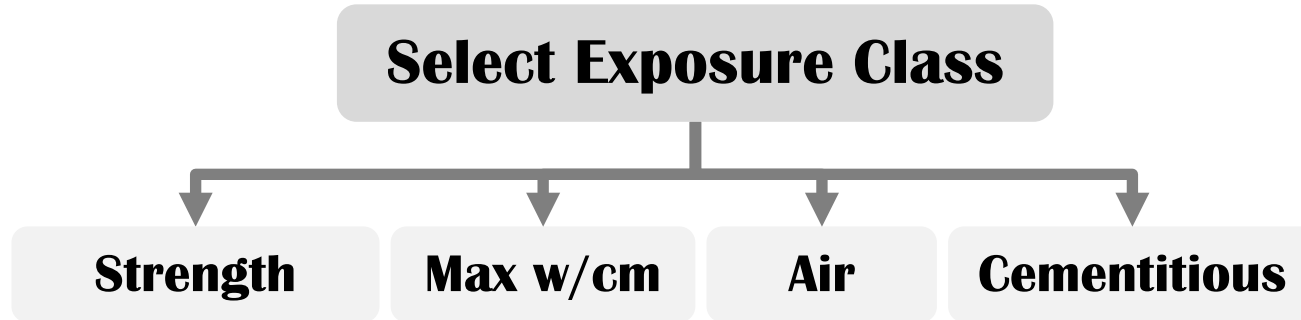 Select Exposure Class
Strength
Max w/cm
Air
Cementitious